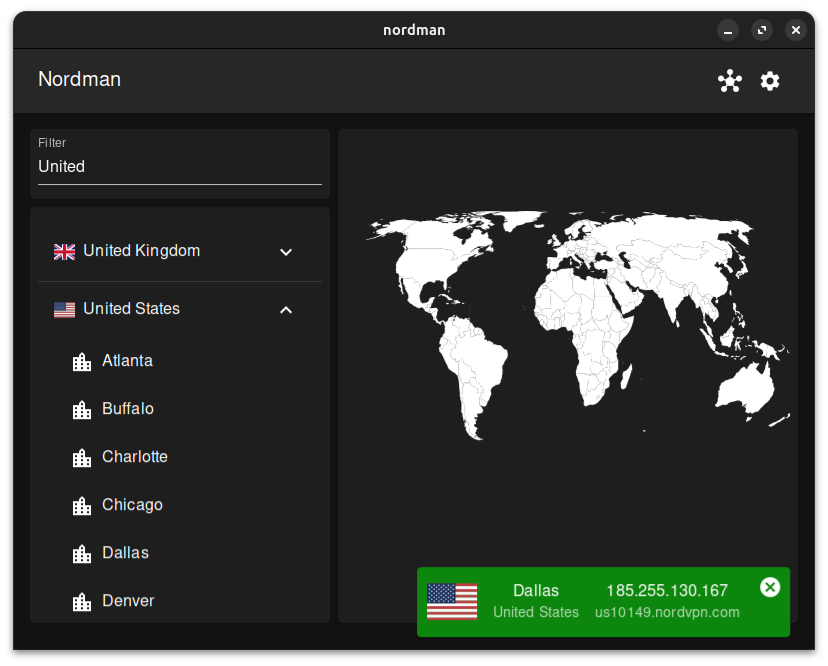 nordman
Nordman
Filter
United
United Kingdom
United States
Atlanta
Buffalo
Charlotte
Chicago
Dallas
Denver
Dallas 185.255.130.167
United States us10149.nordvpn.com